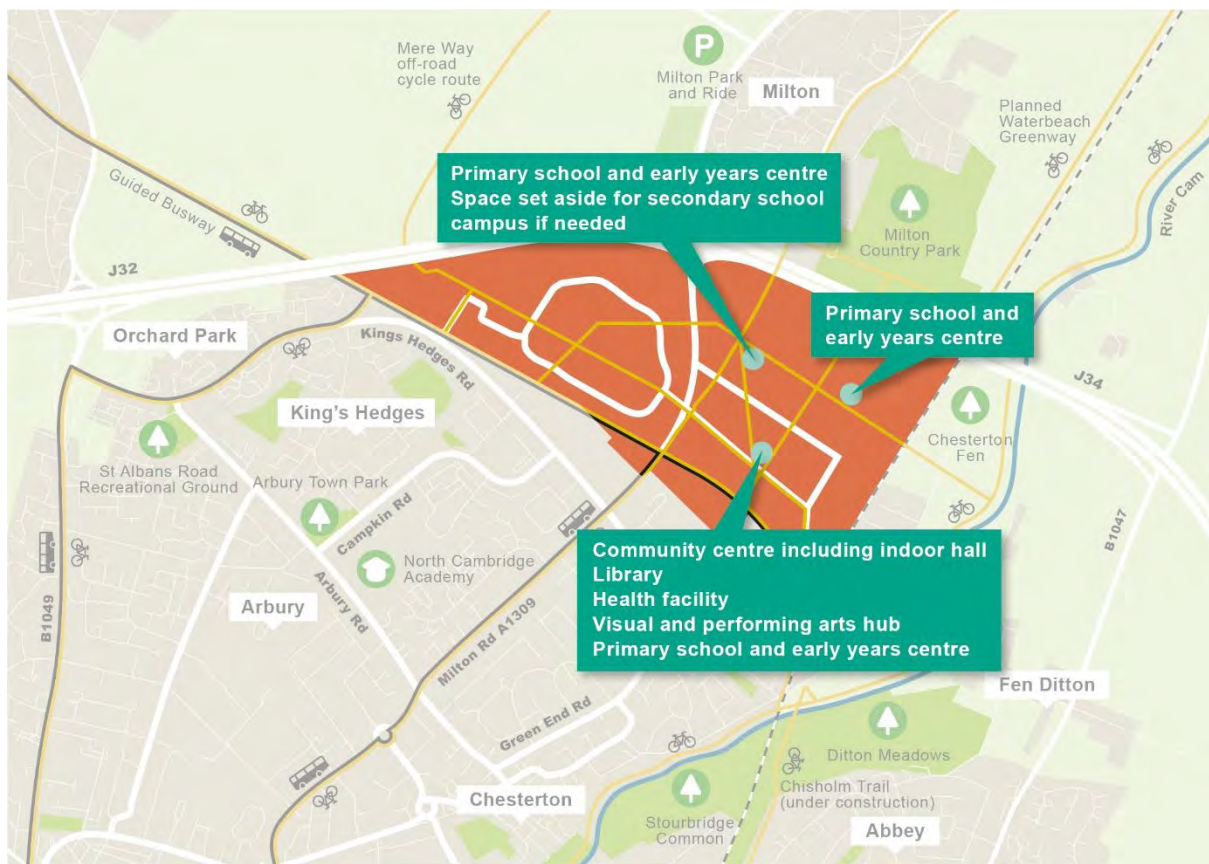 Mere Way
off-road
cycle route
P
Milton Park
and Ride
Milton
Planned
Waterbeach
Greenway
River Cam
Guided Busway
Primary school and early years centre
Space set aside for secondary school
campus if needed
Milton
Country Park
J32
Primary school and
early years centre
Orchard Park
Kings Hedges Rd
J34
King's Hedges
Chesterton
Fen
St Albans Road
Recreational Ground
Arbury Town Park
Campkin Rd
B1047
Community centre including indoor hall
Library
Health facility
Visual and performing arts hub
Primary school and early years centre
North Cambridge
Academy
B1049
Arbury
Arbury Rd
Milton Rd A1309
Fen Ditton
Green End Rd
Ditton Meadows
Chisholm Trail
(under construction)
Chesterton
Stourbridge
Common
Abbey